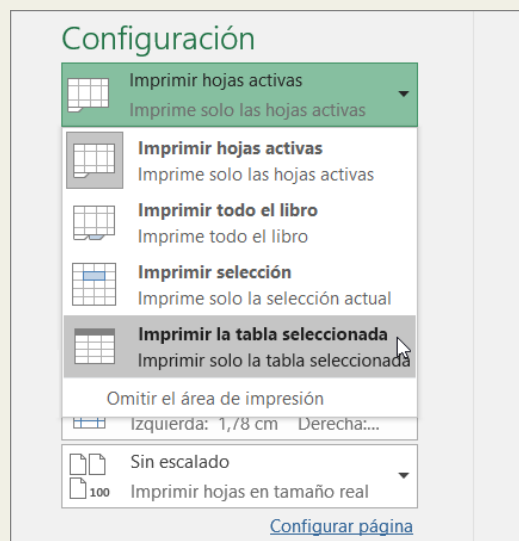 Configuración
Imprimir hojas activas
Imprime solo las hojas activas
Imprimir hojas activas
Imprime solo las hojas activas
Imprimir todo el libro
Imprime todo el libro
Imprimir selección
Imprime solo la selección actual
Imprimir la tabla seleccionada
Imprimir solo la tabla seleccionada
Omitir el área de impresión
Izquierda: 1,78 cm Derecha:...
Sin escalado
100 Imprimir hojas en tamaño real
Configurar página